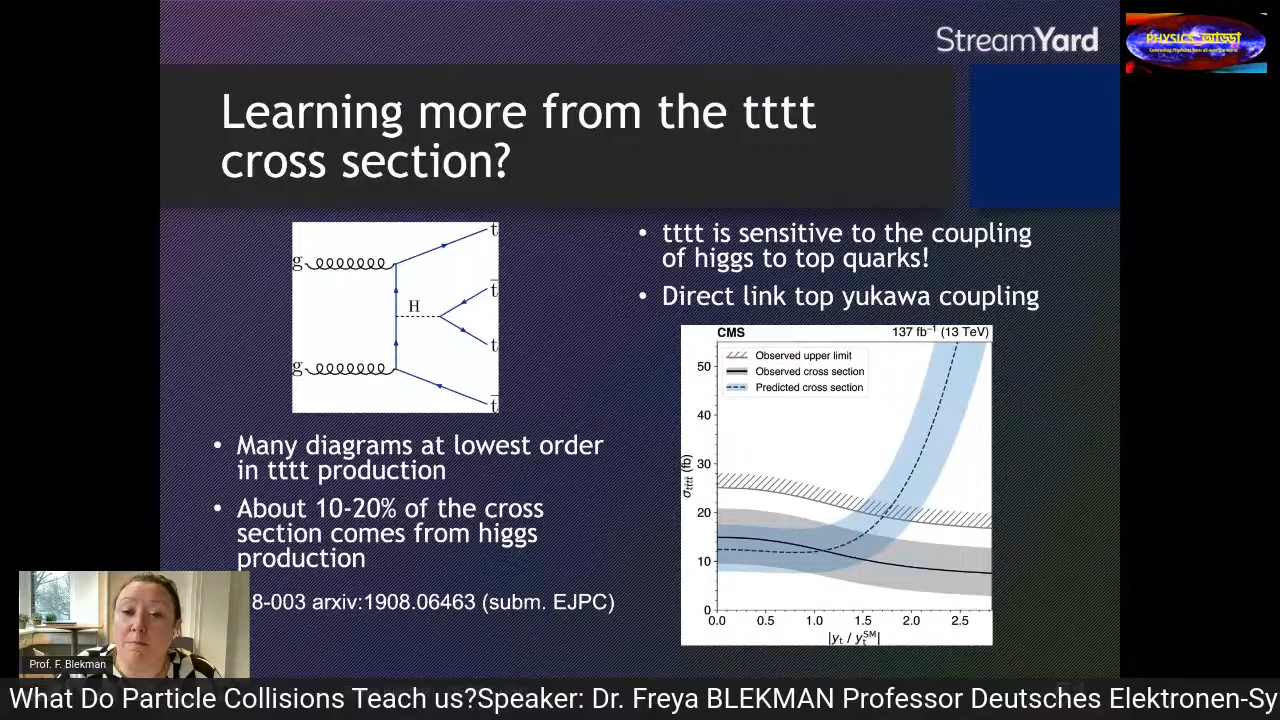 StreamYard
PHYSICS_আড্ডা
Learning more from the tttt
cross section?
g
t
t̅
H
t
g
t̅
• Many diagrams at lowest order
in tttt production
• About 10-20% of the cross
section comes from higgs
production
8-003 arxiv:1908.06463 (subm. EJPC)
• tttt is sensitive to the coupling
of higgs to top quarks!
• Direct link top yukawa coupling
CMS 137 fb⁻¹ (13 TeV)
Observed upper limit
Observed cross section
Predicted cross section
50
40
30
20
10
0
0.0 0.5 1.0 1.5 2.0 2.5
|yt / ytSM|
Prof. F. Blekman
What Do Particle Collisions Teach us?Speaker: Dr. Freya BLEKMAN Professor Deutsches Elektronen-Sy